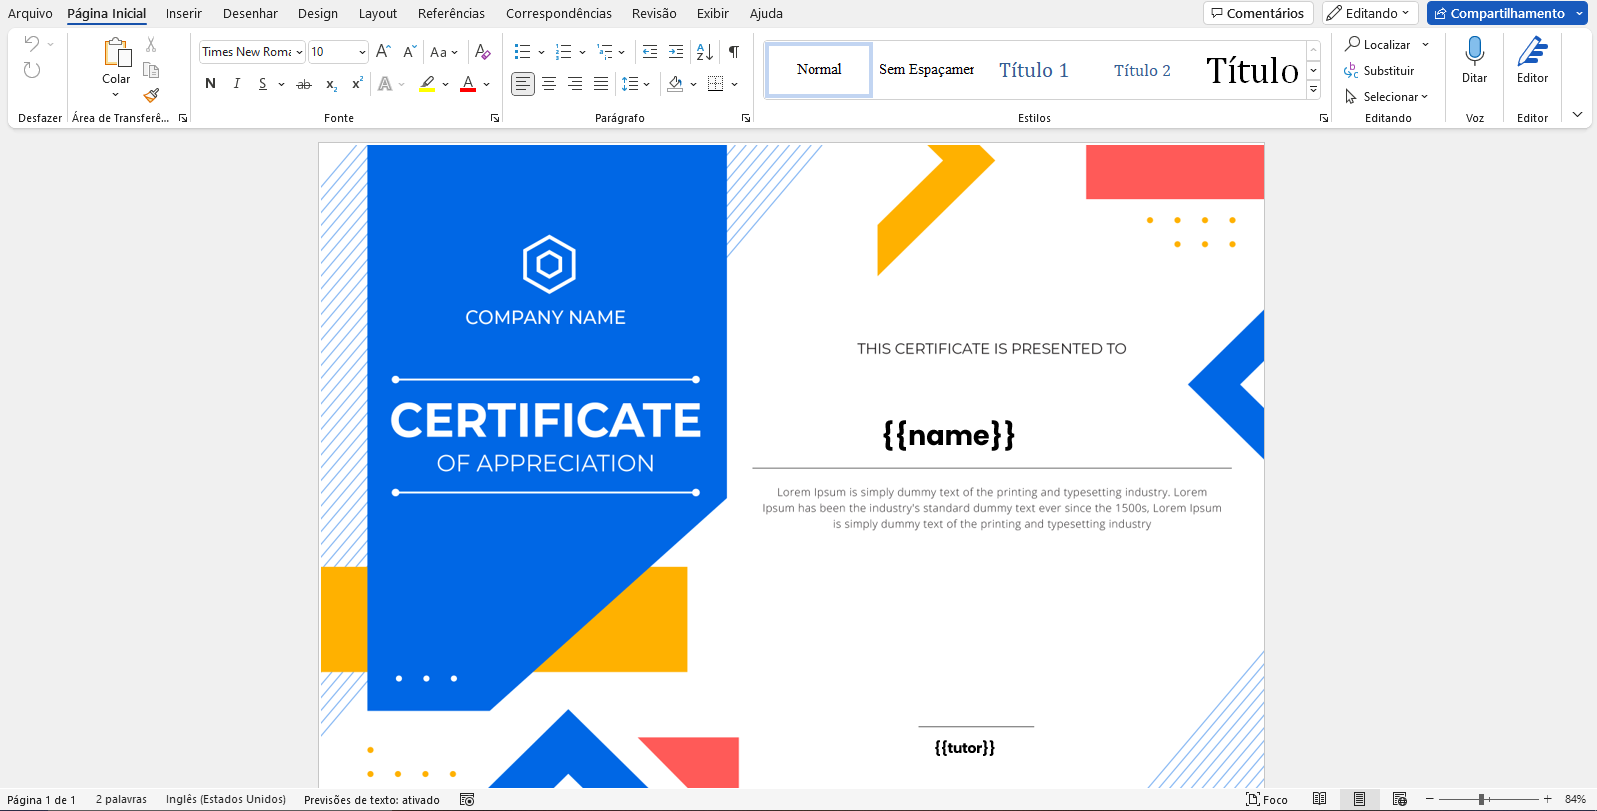 Arquivo Página Inicial Inserir Desenhar Design Layout Referências Correspondências Revisão Exibir Ajuda Comentários Editando Compartilhamento
Times New Roma 10 Aa
Colar
N I S ab x2 x2 A A
Normal Sem Espaçamen Título 1 Título 2 Título
Localizar
Substituir
Selecionar
Ditar
Editor
Desfazer Área de Transferê... Fonte Parágrafo Estilos Editando Voz Editor
COMPANY NAME
CERTIFICATE
OF APPRECIATION
THIS CERTIFICATE IS PRESENTED TO
{{name}}
Lorem Ipsum is simply dummy text of the printing and typesetting industry. Lorem
Ipsum has been the industry's standard dummy text ever since the 1500s, Lorem Ipsum
is simply dummy text of the printing and typesetting industry
{{tutor}}
Página 1 de 1 2 palavras Inglês (Estados Unidos) Previsões de texto: ativado Foco 84%